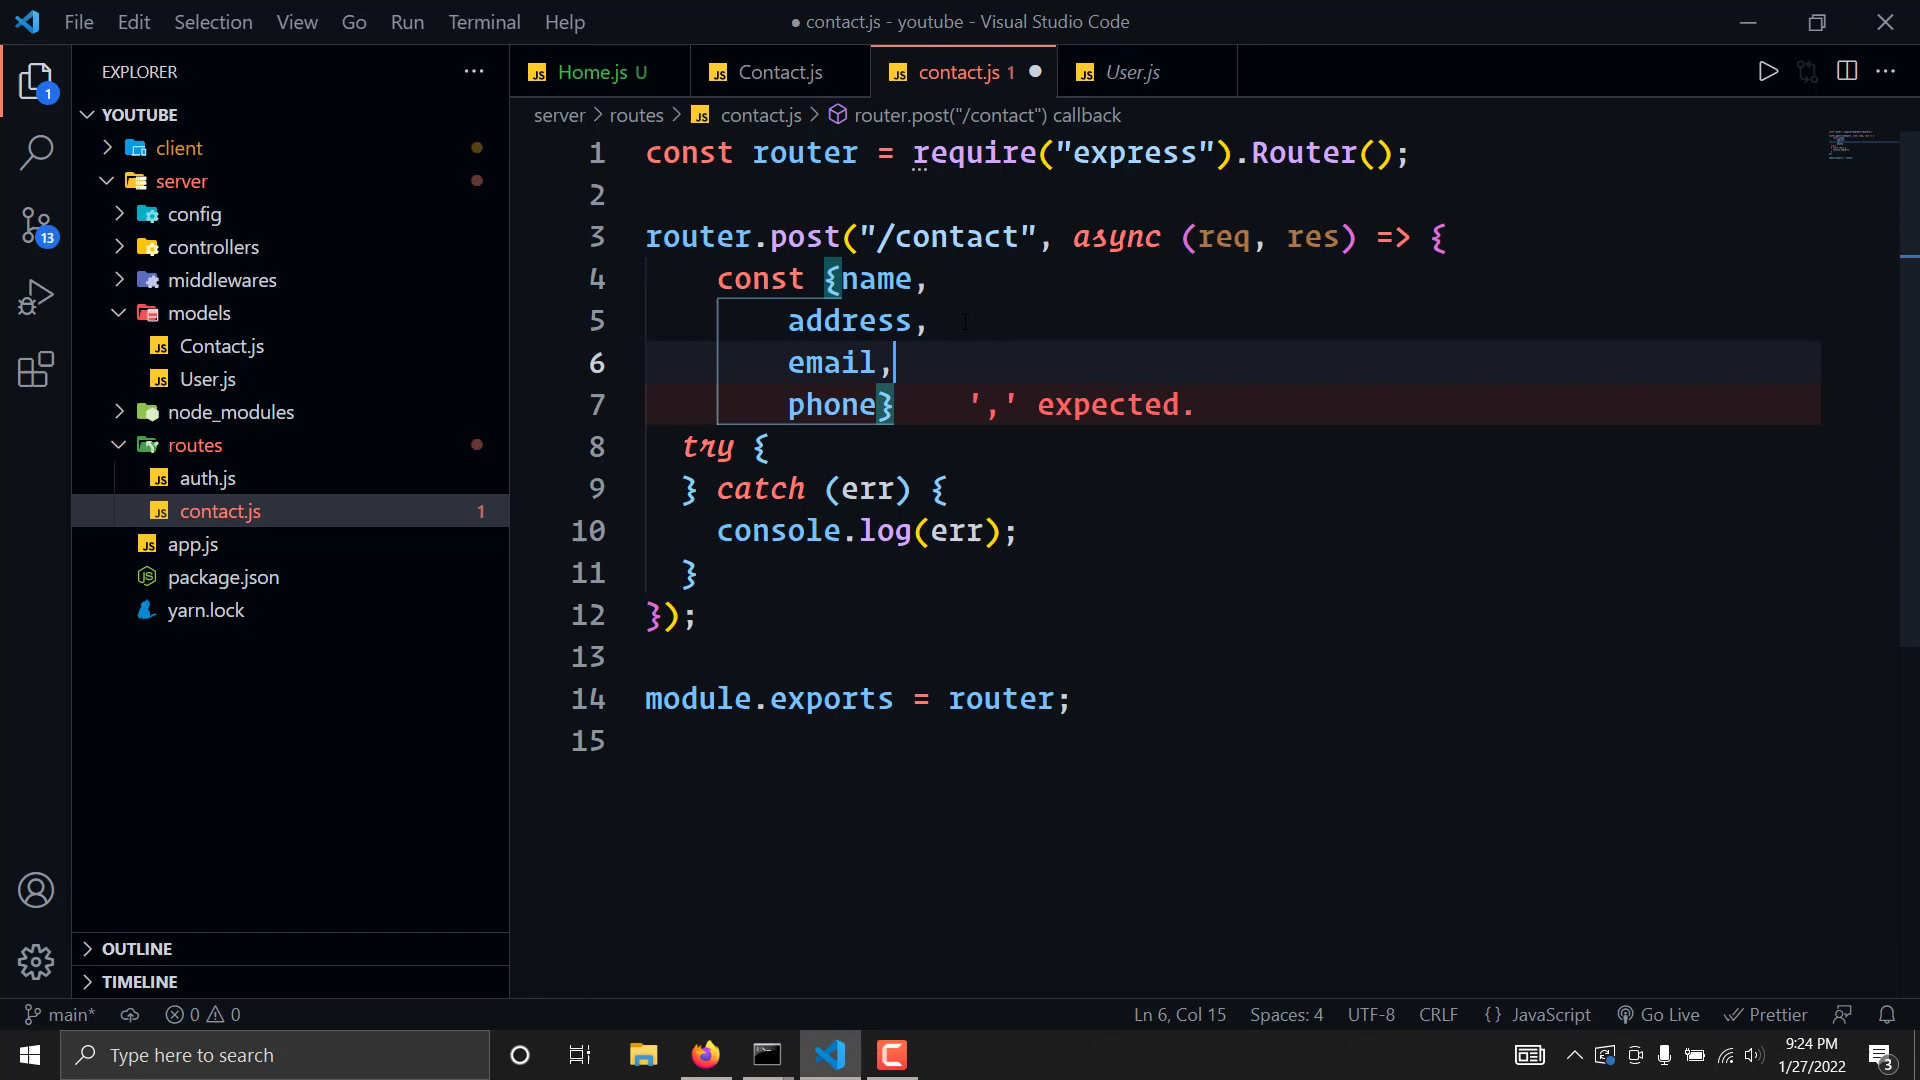 File Edit Selection View Go Run Terminal Help
● contact.js - youtube - Visual Studio Code
EXPLORER
1
13
YOUTUBE
client
server
config
controllers
middlewares
models
Contact.js
User.js
node_modules
routes
auth.js
contact.js 1
app.js
package.json
yarn.lock
OUTLINE
TIMELINE
Home.js U
Contact.js
contact.js 1
User.js
server > routes > contact.js > router.post("/contact") callback
1 const router = require("express").Router();
2
3 router.post("/contact", async (req, res) => {
4 const {name,
5 address,
6 email,
7 phone} ',' expected.
8 try {
9 } catch (err) {
10 console.log(err);
11 }
12 });
13
14 module.exports = router;
15
main* 0 0
Ln 6, Col 15 Spaces: 4 UTF-8 CRLF {} JavaScript Go Live Prettier
Type here to search
9:24 PM
1/27/2022
3